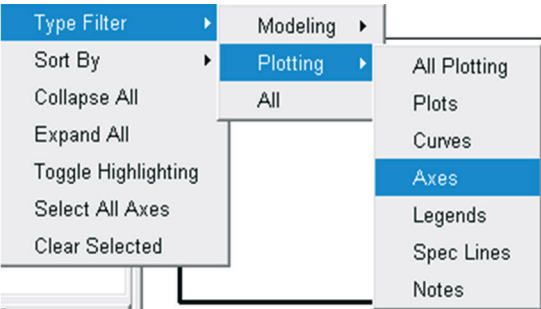 Type Filter
Sort By
Collapse All
Expand All
Toggle Highlighting
Select All Axes
Clear Selected
Modeling
Plotting
All
All Plotting
Plots
Curves
Axes
Legends
Spec Lines
Notes